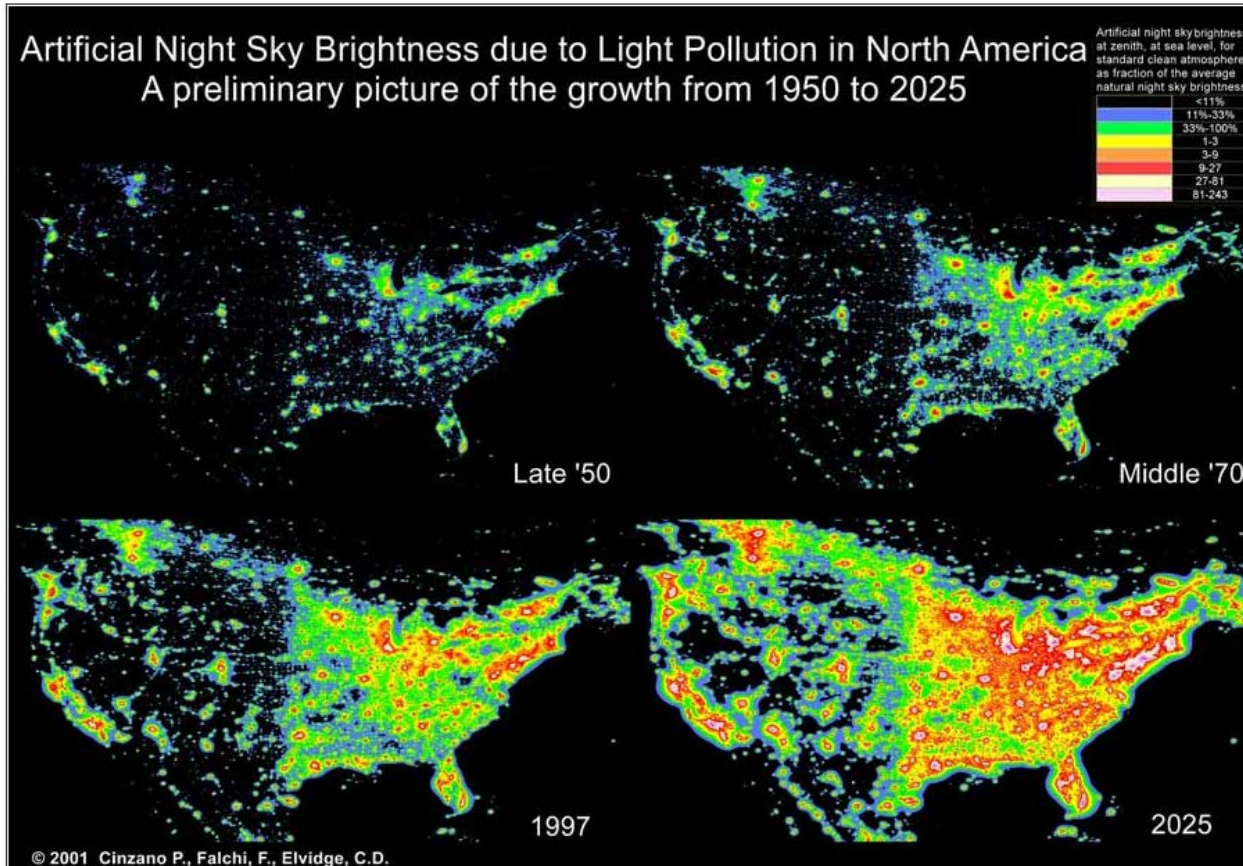 Artificial Night Sky Brightness due to Light Pollution in North America
A preliminary picture of the growth from 1950 to 2025
Artificial night sky brightness
at zenith, at sea level, for
standard clean atmosphere
as fraction of the average
natural night sky brightness
<11%
11%-33%
33%-100%
1-3
3-9
9-27
27-81
81-243
Late '50
Middle '70
1997
2025
© 2001 Cinzano P., Falchi, F., Elvidge, C.D.